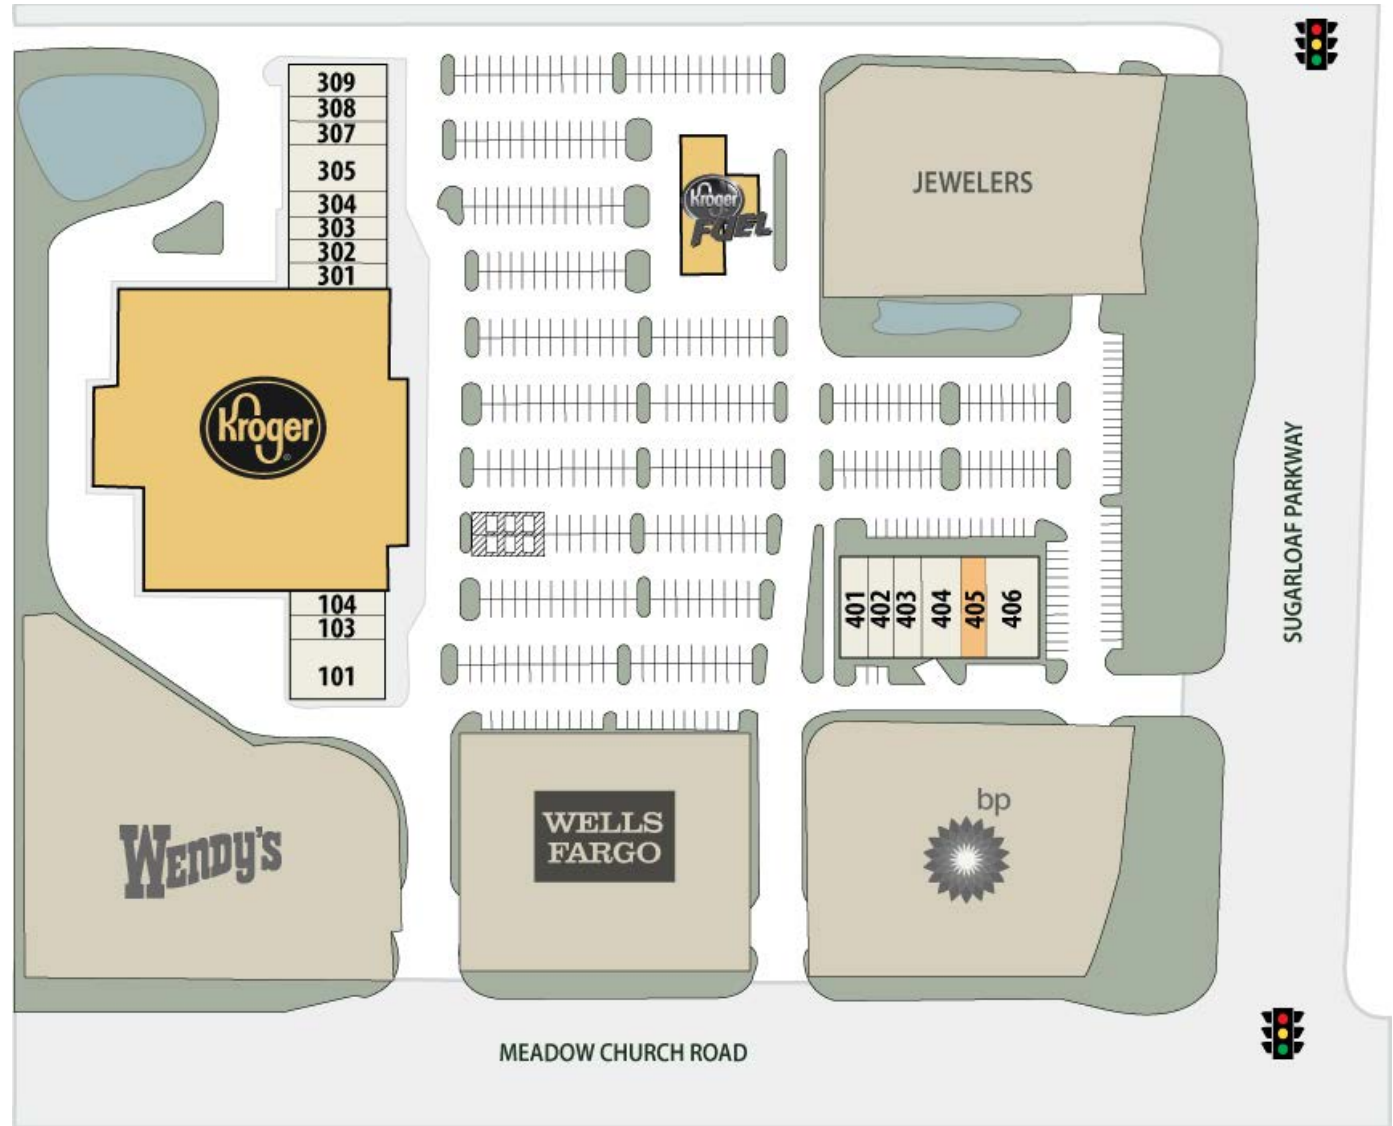 309
308
307
305
304
303
302
301
Kroger
Kroger
FUEL
JEWELERS
SUGARLOAF PARKWAY
104
103
101
401
402
403
404
405
406
WENDY'S
WELLS
FARGO
bp
MEADOW CHURCH ROAD